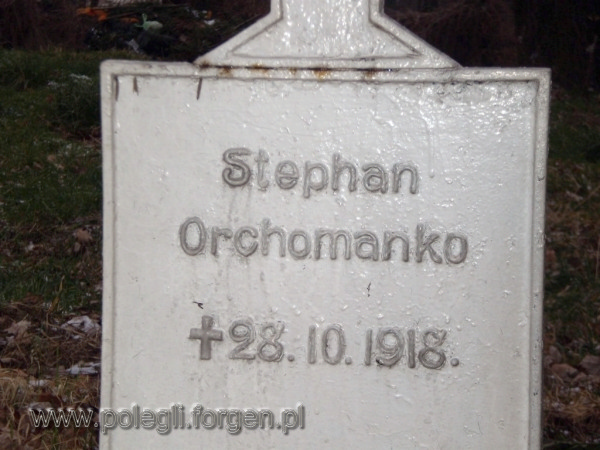 Stephan
Orchomanko
✝28.10.1918.
www.polegli.forgen.pl